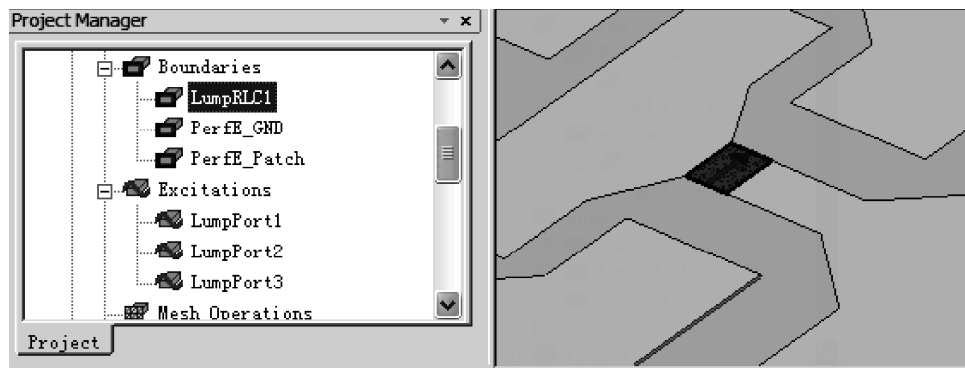 Project Manager
Boundaries
LumpRLC1
PerfE_GND
PerfE_Patch
Excitations
LumpPort1
LumpPort2
LumpPort3
Mesh Operations
Project